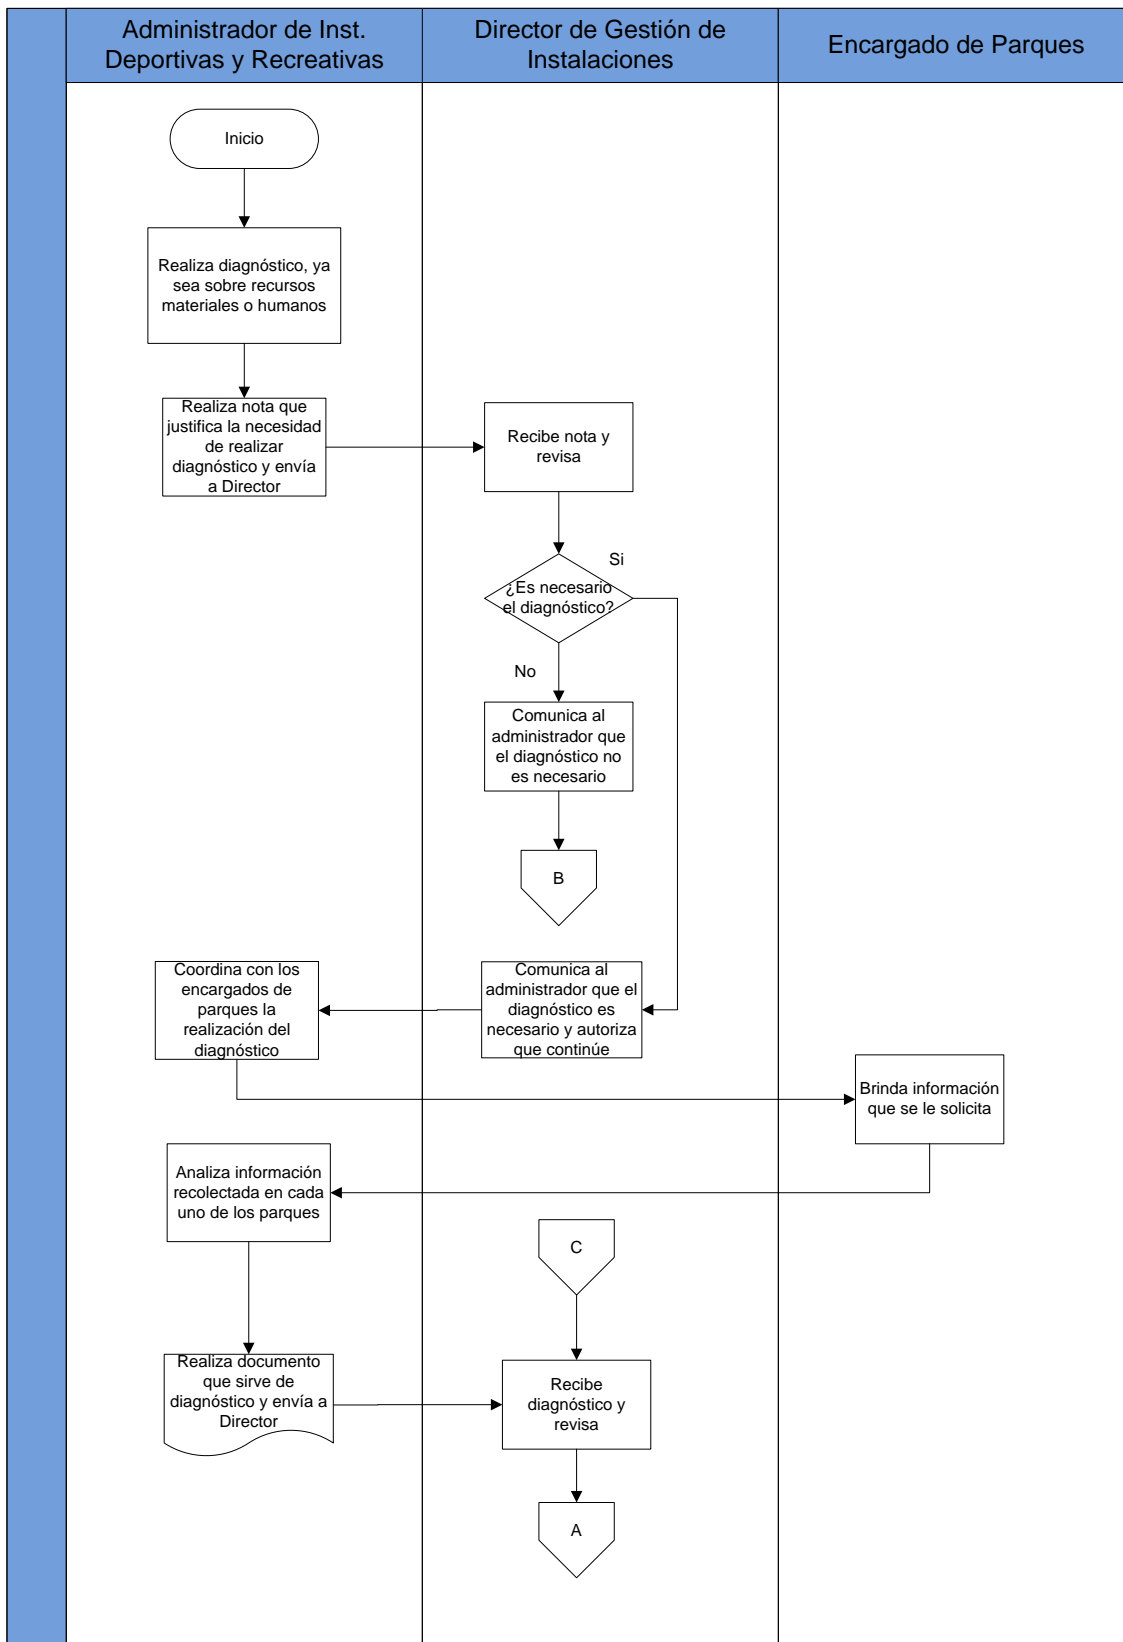 Administrador de Inst.
Deportivas y Recreativas
Director de Gestión de
Instalaciones
Encargado de Parques
Inicio
Realiza diagnóstico, ya
sea sobre recursos
materiales o humanos
Realiza nota que
justifica la necesidad
de realizar
diagnóstico y envía
a Director
Recibe nota y
revisa
Si
¿Es necesario
el diagnóstico?
No
Comunica al
administrador que
el diagnóstico no
es necesario
B
Coordina con los
encargados de
parques la
realización del
diagnóstico
Comunica al
administrador que el
diagnóstico es
necesario y autoriza
que continúe
Brinda información
que se le solicita
Analiza información
recolectada en cada
uno de los parques
C
Realiza documento
que sirve de
diagnóstico y envía a
Director
Recibe
diagnóstico y
revisa
A